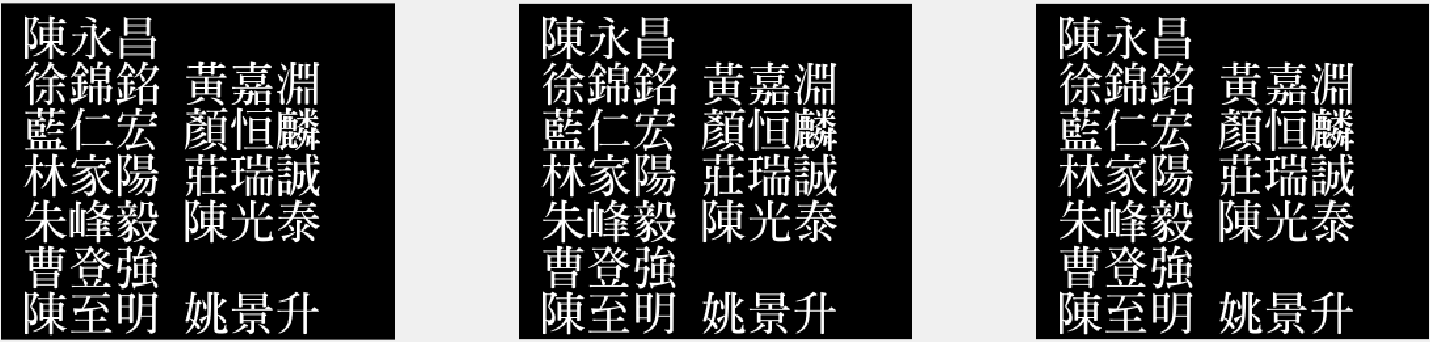 陳永昌
徐錦銘 黃嘉淵
藍仁宏 顏恒麟
林家陽 莊瑞誠
朱峰毅 陳光泰
曹登強
陳至明 姚景升
陳永昌
徐錦銘 黃嘉淵
藍仁宏 顏恒麟
林家陽 莊瑞誠
朱峰毅 陳光泰
曹登強
陳至明 姚景升
陳永昌
徐錦銘 黃嘉淵
藍仁宏 顏恒麟
林家陽 莊瑞誠
朱峰毅 陳光泰
曹登強
陳至明 姚景升